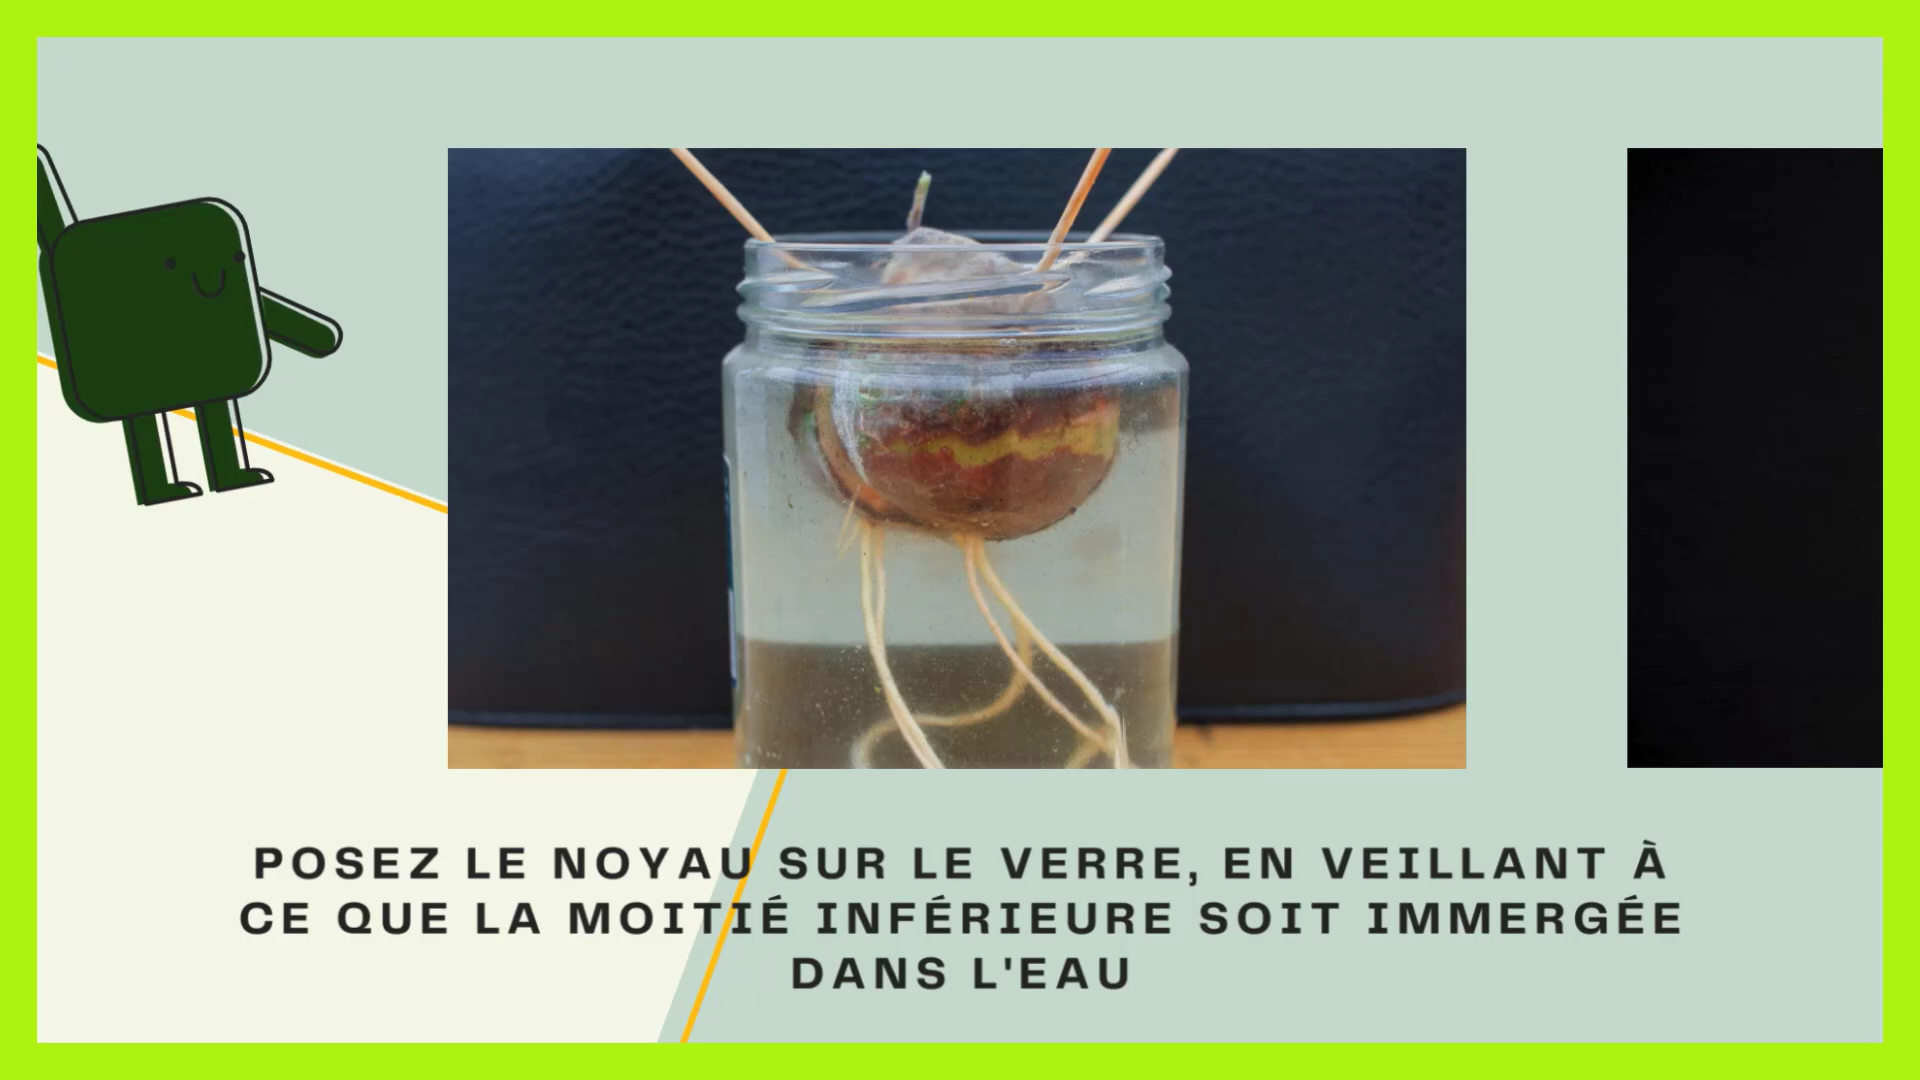 POSEZ LE NOYAU SUR LE VERRE, EN VEILLANT À
CE QUE LA MOITIÉ INFÉRIEURE SOIT IMMERGÉE
DANS L'EAU